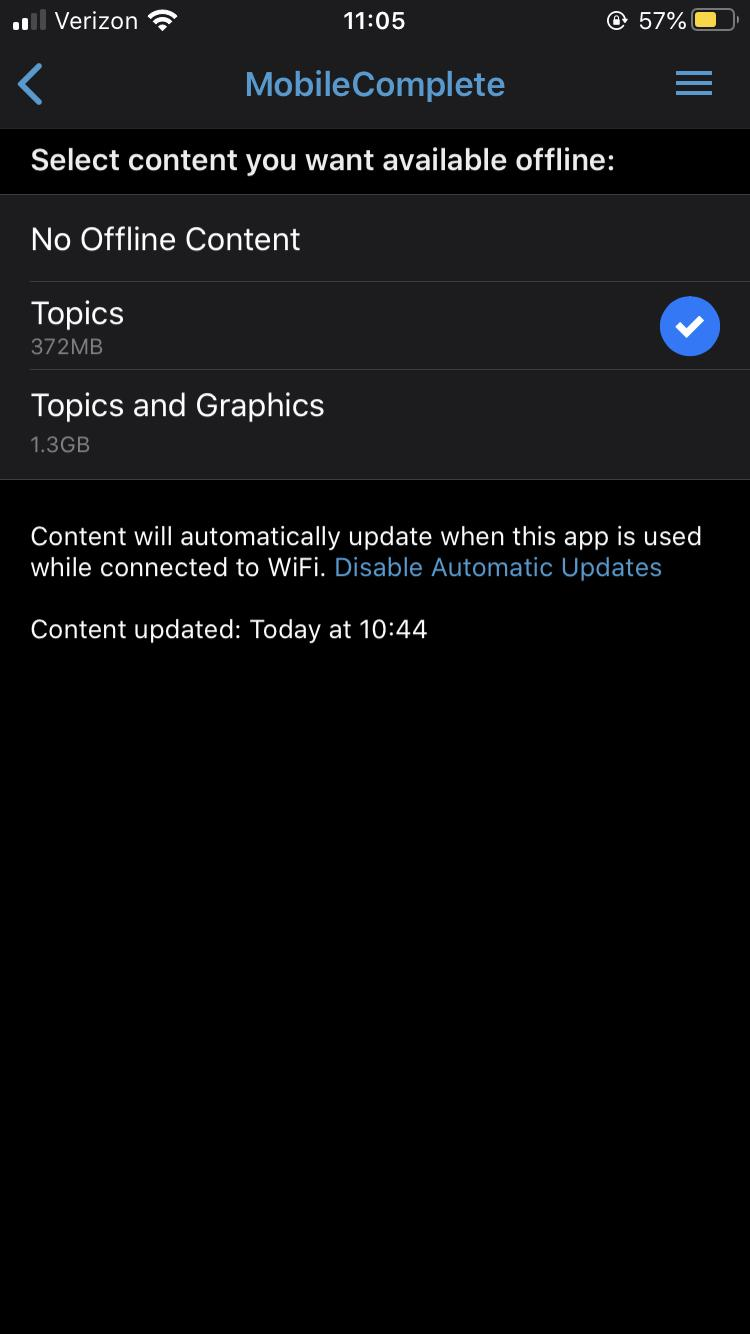 Verizon 11:05 57%
MobileComplete
Select content you want available offline:
No Offline Content
Topics
372MB
Topics and Graphics
1.3GB
Content will automatically update when this app is used
while connected to WiFi. Disable Automatic Updates
Content updated: Today at 10:44